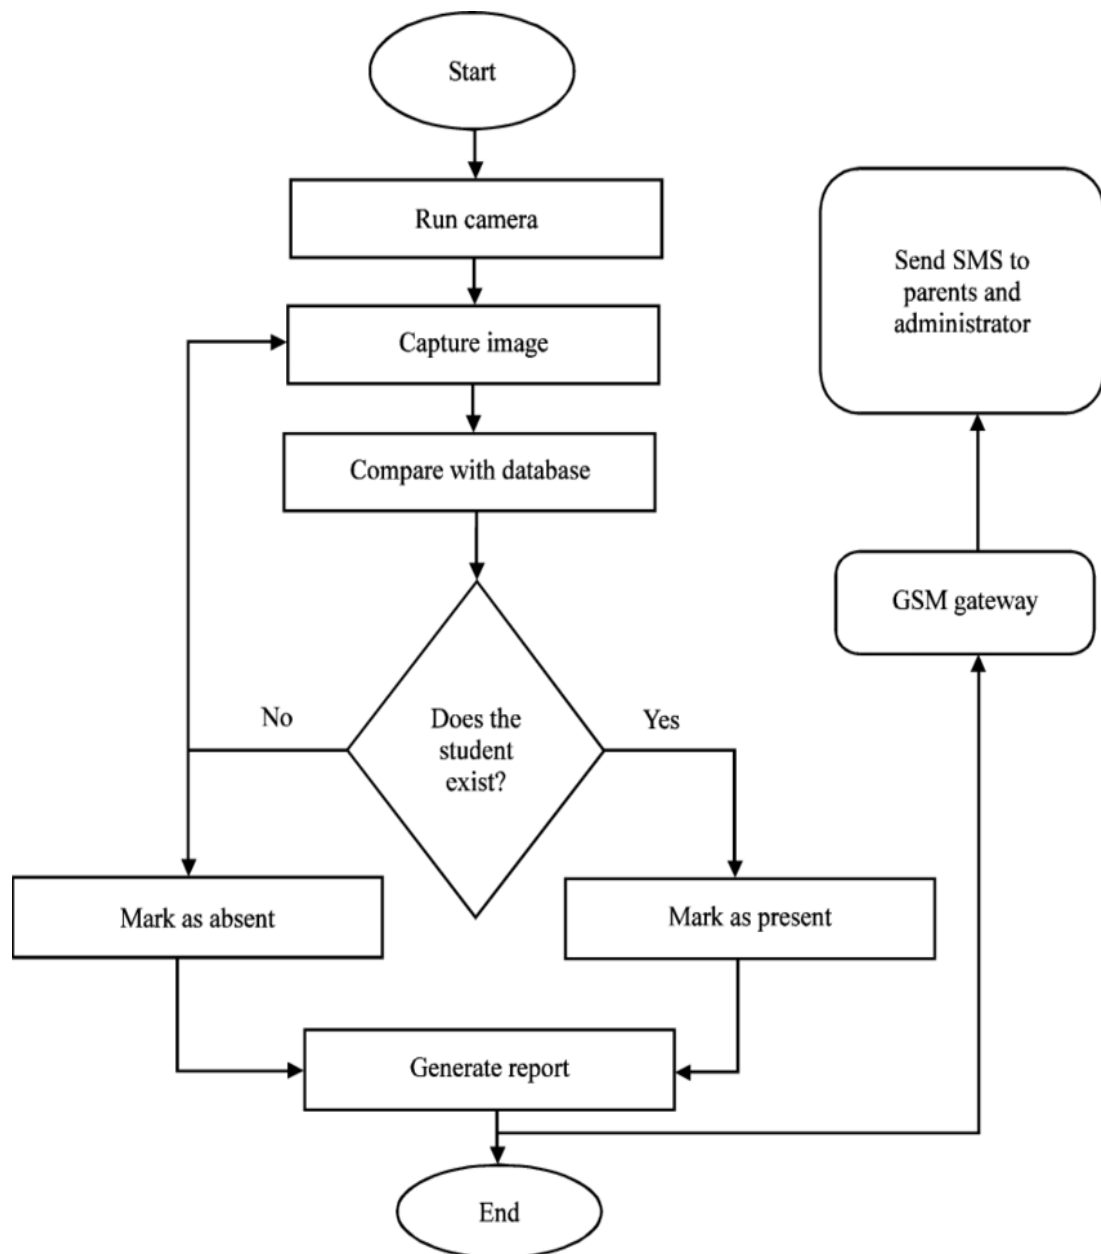 Start
Run camera
Capture image
Compare with database
Does the
student
exist?
No
Yes
Mark as absent
Mark as present
Generate report
End
GSM gateway
Send SMS to
parents and
administrator